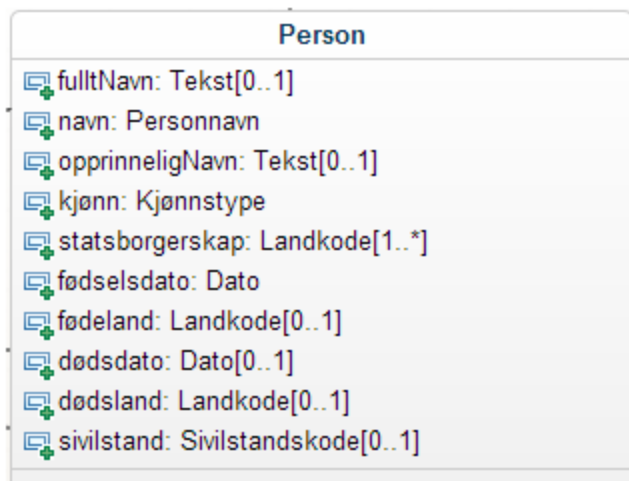 Person
fulltNavn: Tekst[0..1]
navn: Personnavn
opprinneligNavn: Tekst[0..1]
kjønn: Kjønnstype
statsborgerskap: Landkode[1..*]
fødselsdato: Dato
fødeland: Landkode[0..1]
dødsdato: Dato[0..1]
dødsland: Landkode[0..1]
sivilstand: Sivilstandskode[0..1]